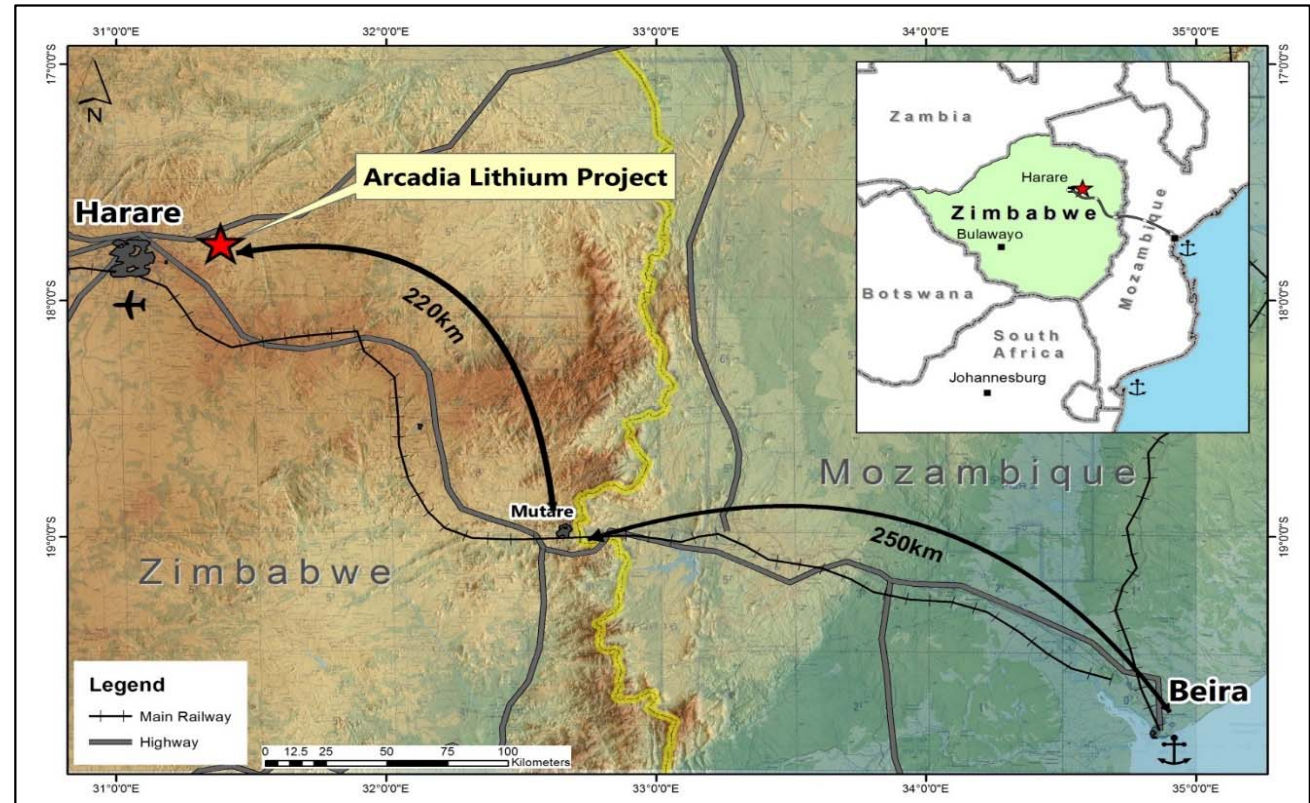 31°0'0"E
32°0'0"E
33°0'0"E
34°0'0"E
35°0'0"E
17°0'0"S
17°0'0"S
N
Zambia
Harare
Zimbabwe
Bulawayo
Mozambique
Botswana
South
Africa
Johannesburg
Arcadia Lithium Project
Harare
220km
18°0'0"S
18°0'0"S
Mozambique
Mutare
19°0'0"S
19°0'0"S
250km
Zimbabwe
Beira
Legend
Main Railway
Highway
0 12.5 25 50 75 100
Kilometers
31°0'0"E
32°0'0"E
33°0'0"E
34°0'0"E
35°0'0"E